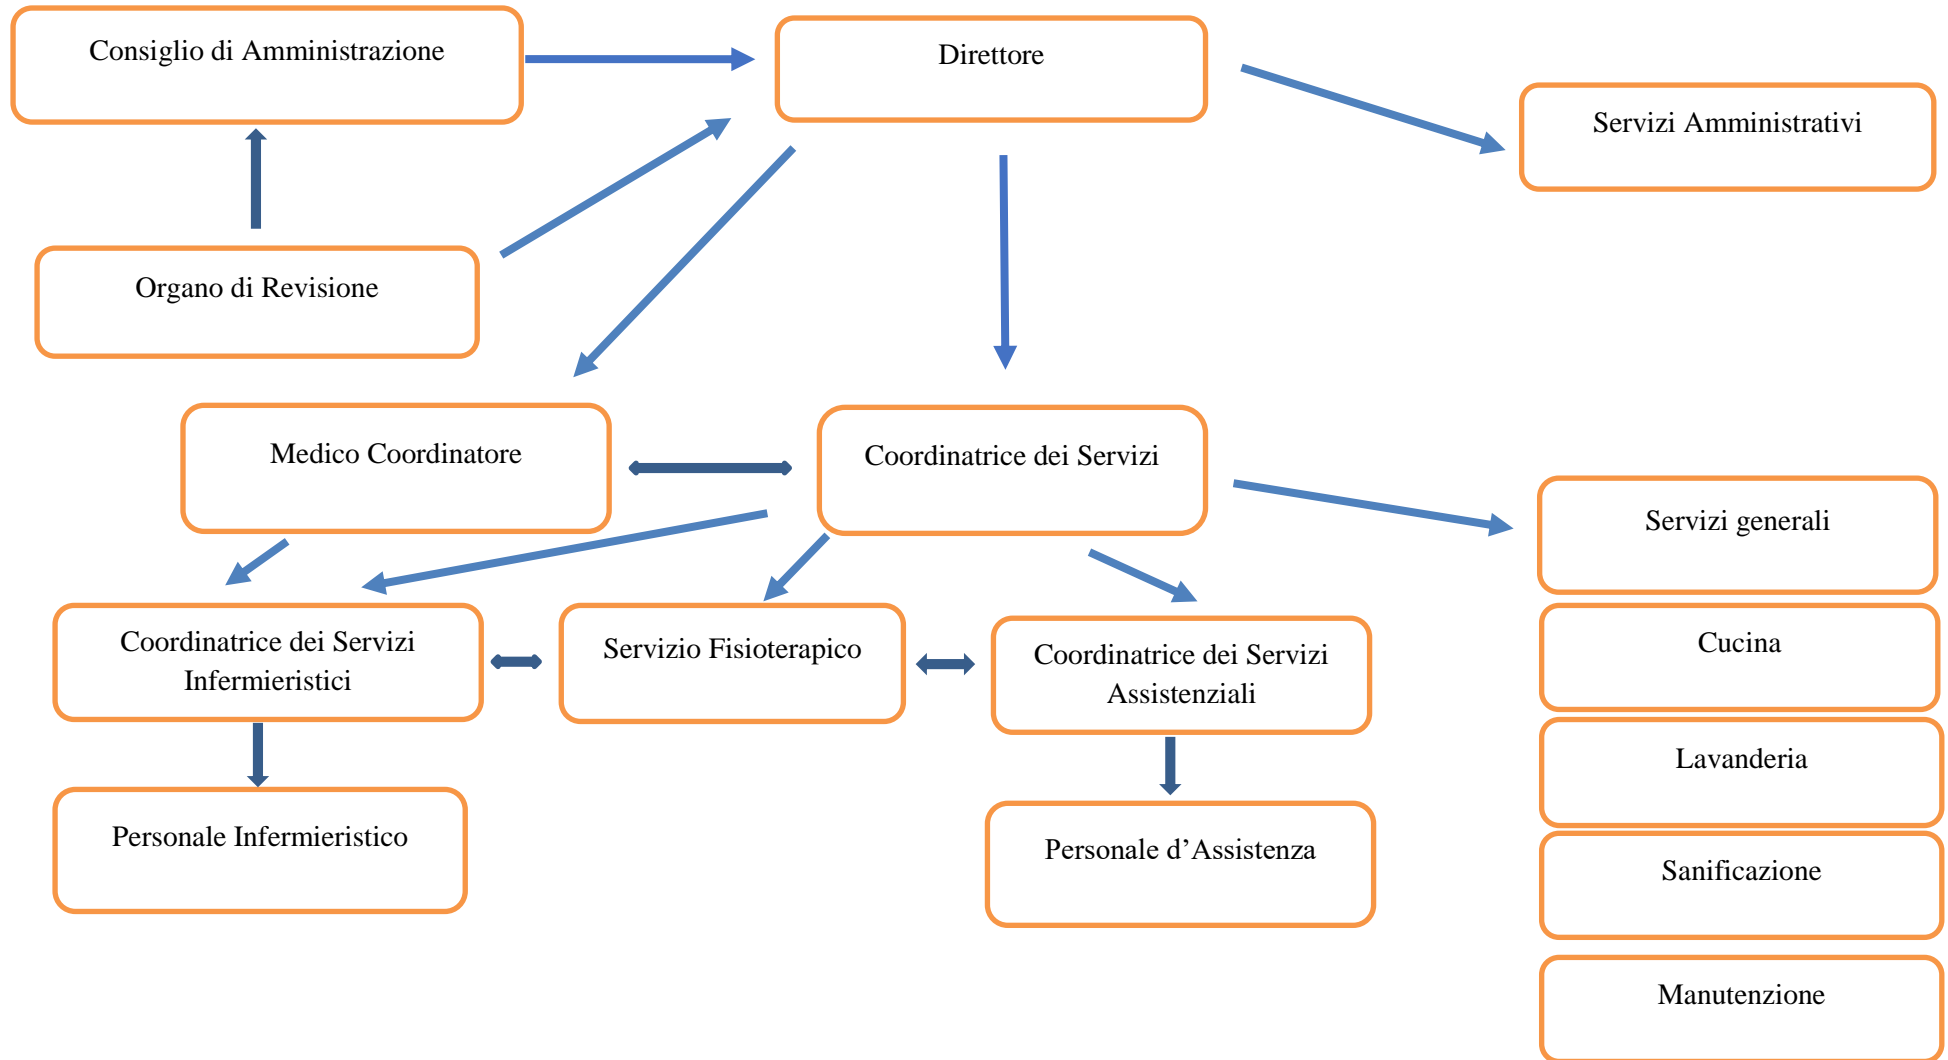 Consiglio di Amministrazione
Direttore
Servizi Amministrativi
Organo di Revisione
Medico Coordinatore
Coordinatrice dei Servizi
Servizi generali
Coordinatrice dei Servizi
Infermieristici
Servizio Fisioterapico
Coordinatrice dei Servizi
Assistenziali
Cucina
Lavanderia
Personale Infermieristico
Personale d’Assistenza
Sanificazione
Manutenzione